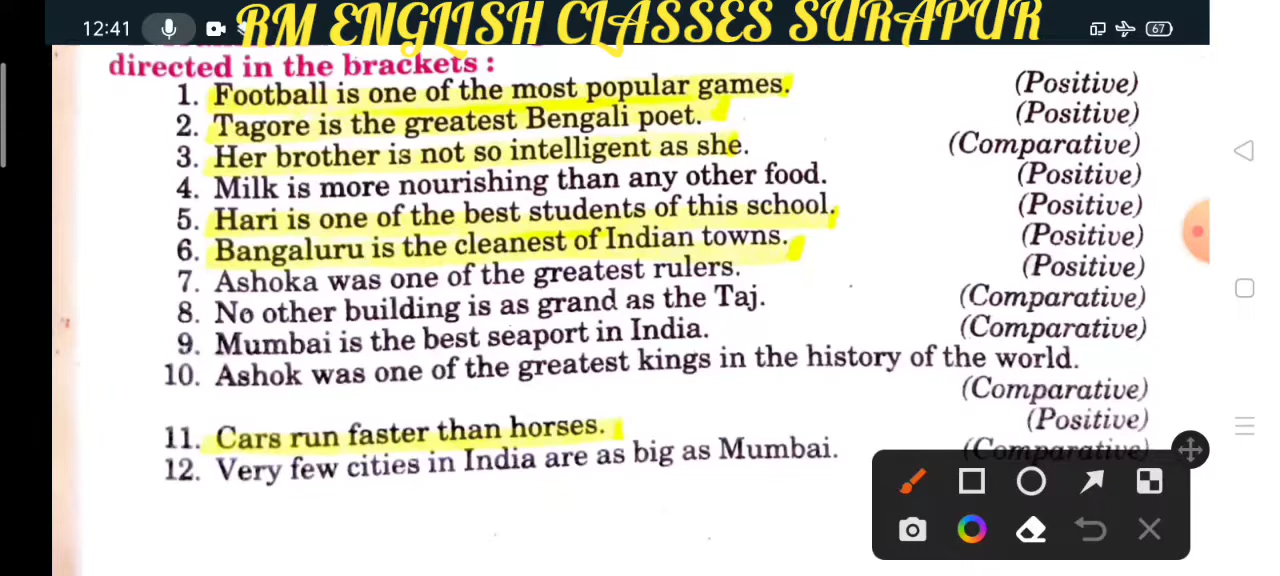 12:41
RM ENGLISH CLASSES SURAPUR
67
directed in the brackets :
1. Football is one of the most popular games. (Positive)
2. Tagore is the greatest Bengali poet. (Positive)
3. Her brother is not so intelligent as she. (Comparative)
4. Milk is more nourishing than any other food. (Positive)
5. Hari is one of the best students of this school. (Positive)
6. Bangaluru is the cleanest of Indian towns. (Positive)
7. Ashoka was one of the greatest rulers. (Positive)
8. No other building is as grand as the Taj. (Comparative)
9. Mumbai is the best seaport in India. (Comparative)
10. Ashok was one of the greatest kings in the history of the world.
(Comparative)
11. Cars run faster than horses. (Positive)
12. Very few cities in India are as big as Mumbai. (Comparative)